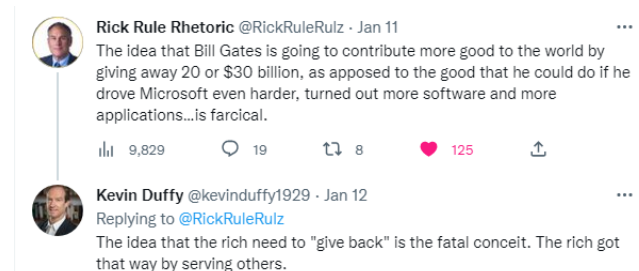 Rick Rule Rhetoric @RickRuleRulz · Jan 11
The idea that Bill Gates is going to contribute more good to the world by
giving away 20 or $30 billion, as apposed to the good that he could do if he
drove Microsoft even harder, turned out more software and more
applications...is farcical.
9,829 19 8 125
Kevin Duffy @kevinduffy1929 · Jan 12
Replying to @RickRuleRulz
The idea that the rich need to "give back" is the fatal conceit. The rich got
that way by serving others.